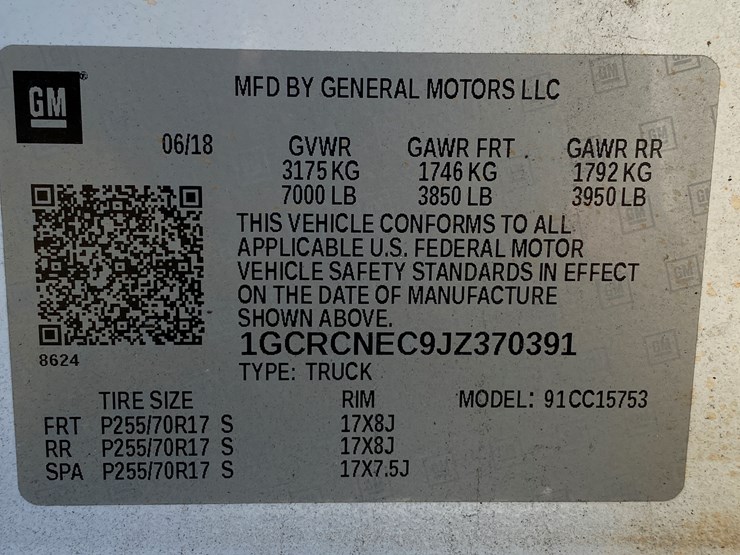 GM
MFD BY GENERAL MOTORS LLC
06/18 GVWR GAWR FRT. GAWR RR
3175 KG 1746 KG 1792 KG
7000 LB 3850 LB 3950 LB
THIS VEHICLE CONFORMS TO ALL
APPLICABLE U.S. FEDERAL MOTOR
VEHICLE SAFETY STANDARDS IN EFFECT
ON THE DATE OF MANUFACTURE
SHOWN ABOVE.
1GCRCNEC9JZ370391
8624
TYPE: TRUCK
TIRE SIZE RIM MODEL: 91CC15753
FRT P255/70R17 S 17X8J
RR P255/70R17 S 17X8J
SPA P255/70R17 S 17X7.5J